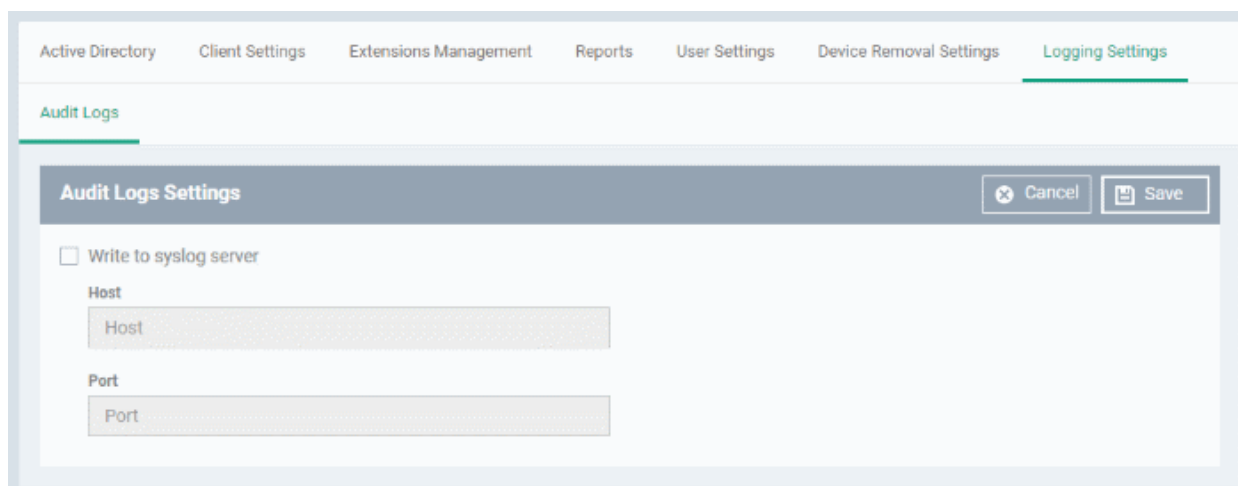 Active Directory Client Settings Extensions Management Reports User Settings Device Removal Settings Logging Settings
Audit Logs
Audit Logs Settings Cancel Save
Write to syslog server
Host
Host
Port
Port